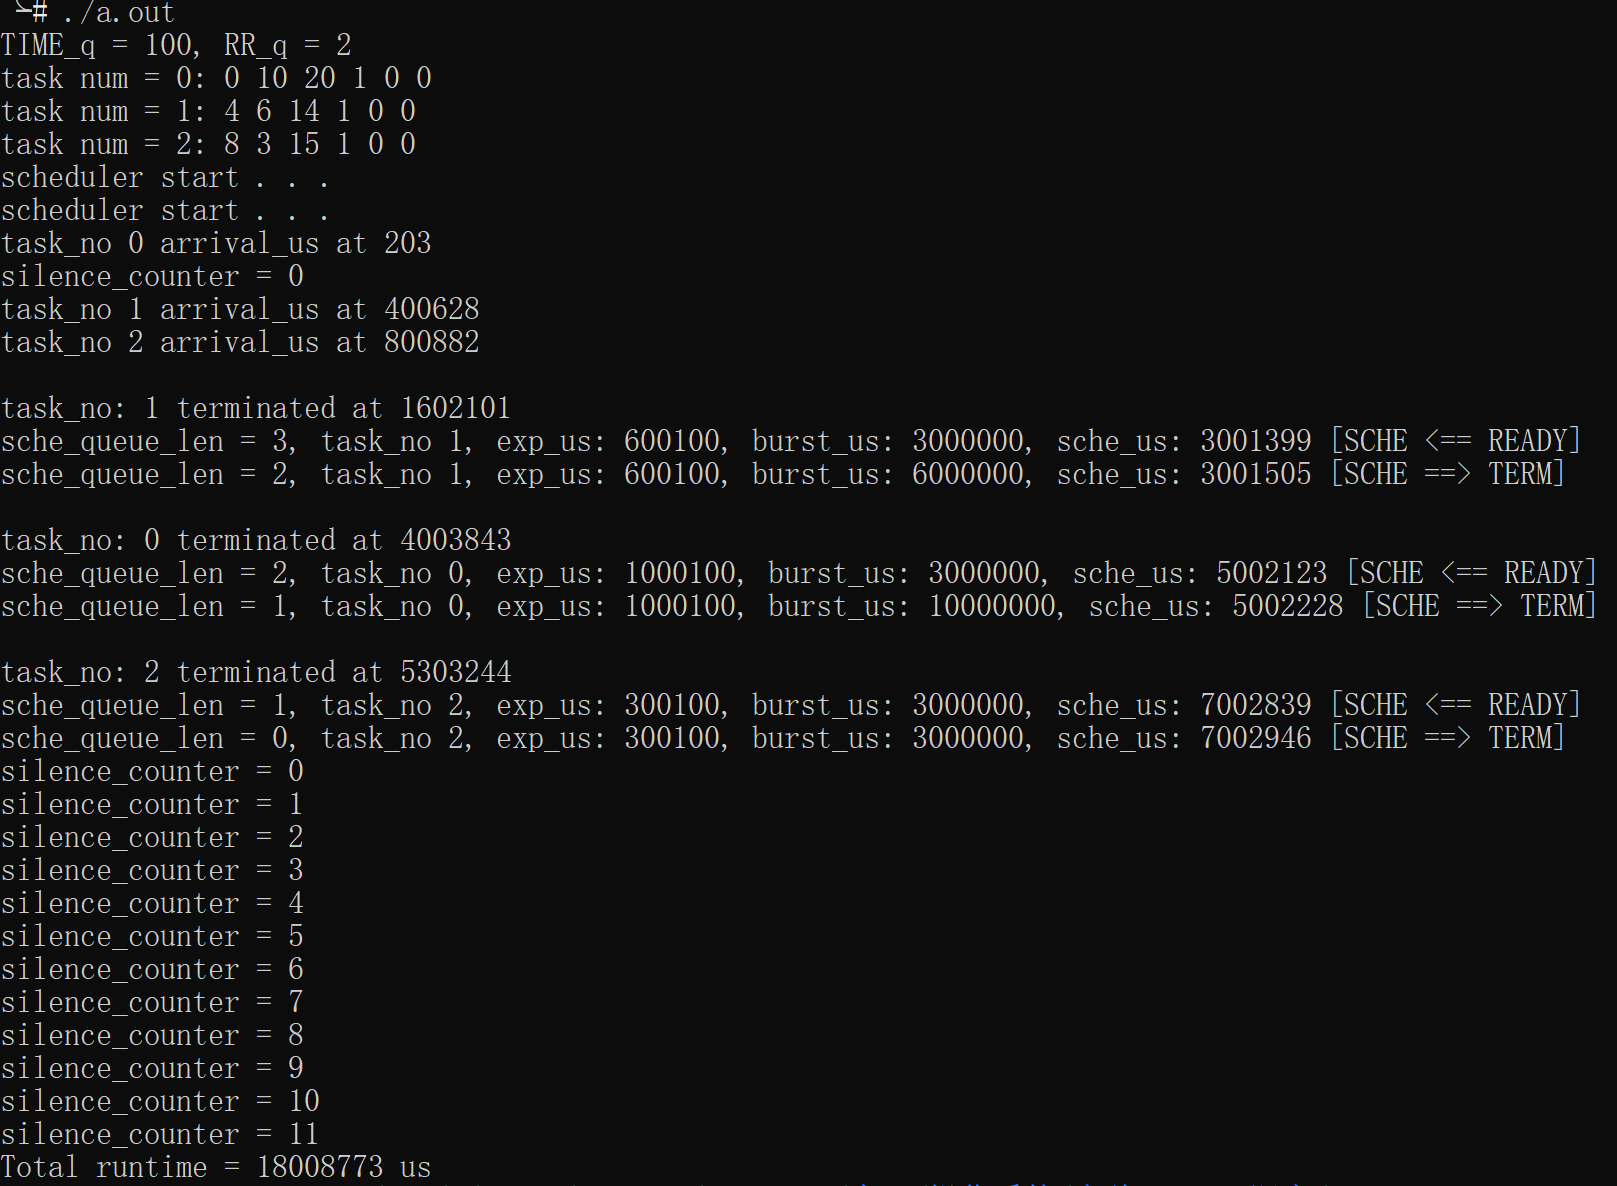 # ./a.out
TIME_q = 100, RR_q = 2
task num = 0: 0 10 20 1 0 0
task num = 1: 4 6 14 1 0 0
task num = 2: 8 3 15 1 0 0
scheduler start . . .
scheduler start . . .
task_no 0 arrival_us at 203
silence_counter = 0
task_no 1 arrival_us at 400628
task_no 2 arrival_us at 800882
task_no: 1 terminated at 1602101
sche_queue_len = 3, task_no 1, exp_us: 600100, burst_us: 3000000, sche_us: 3001399 [SCHE <== READY]
sche_queue_len = 2, task_no 1, exp_us: 600100, burst_us: 6000000, sche_us: 3001505 [SCHE ==> TERM]
task_no: 0 terminated at 4003843
sche_queue_len = 2, task_no 0, exp_us: 1000100, burst_us: 3000000, sche_us: 5002123 [SCHE <== READY]
sche_queue_len = 1, task_no 0, exp_us: 1000100, burst_us: 10000000, sche_us: 5002228 [SCHE ==> TERM]
task_no: 2 terminated at 5303244
sche_queue_len = 1, task_no 2, exp_us: 300100, burst_us: 3000000, sche_us: 7002839 [SCHE <== READY]
sche_queue_len = 0, task_no 2, exp_us: 300100, burst_us: 3000000, sche_us: 7002946 [SCHE ==> TERM]
silence_counter = 0
silence_counter = 1
silence_counter = 2
silence_counter = 3
silence_counter = 4
silence_counter = 5
silence_counter = 6
silence_counter = 7
silence_counter = 8
silence_counter = 9
silence_counter = 10
silence_counter = 11
Total runtime = 18008773 us